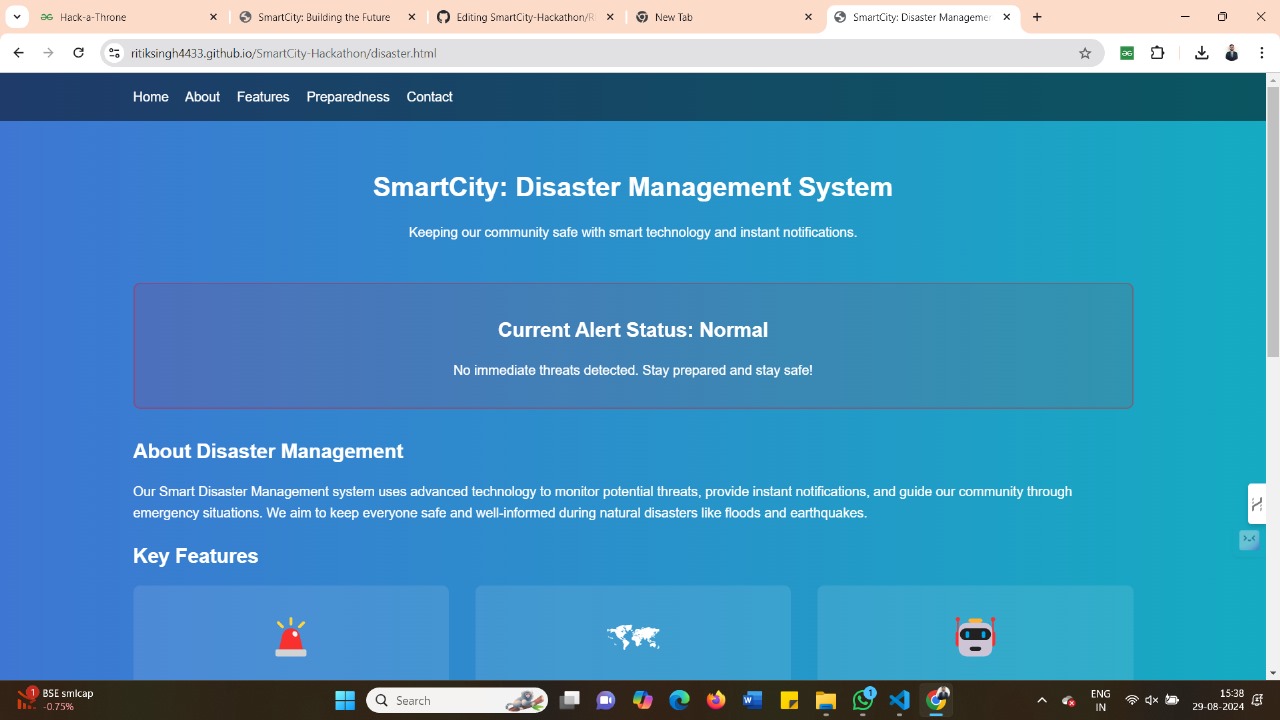 Hack-a-Throne
SmartCity: Building the Future
Editing SmartCity-Hackathon/R
New Tab
SmartCity: Disaster Managemen
ritiksingh4433.github.io/SmartCity-Hackathon/disaster.html
Home About Features Preparedness Contact
SmartCity: Disaster Management System
Keeping our community safe with smart technology and instant notifications.
Current Alert Status: Normal
No immediate threats detected. Stay prepared and stay safe!
About Disaster Management
Our Smart Disaster Management system uses advanced technology to monitor potential threats, provide instant notifications, and guide our community through
emergency situations. We aim to keep everyone safe and well-informed during natural disasters like floods and earthquakes.
Key Features
1
BSE smlcap
-0.75%
Search
1
ENG
IN
15:38
29-08-2024